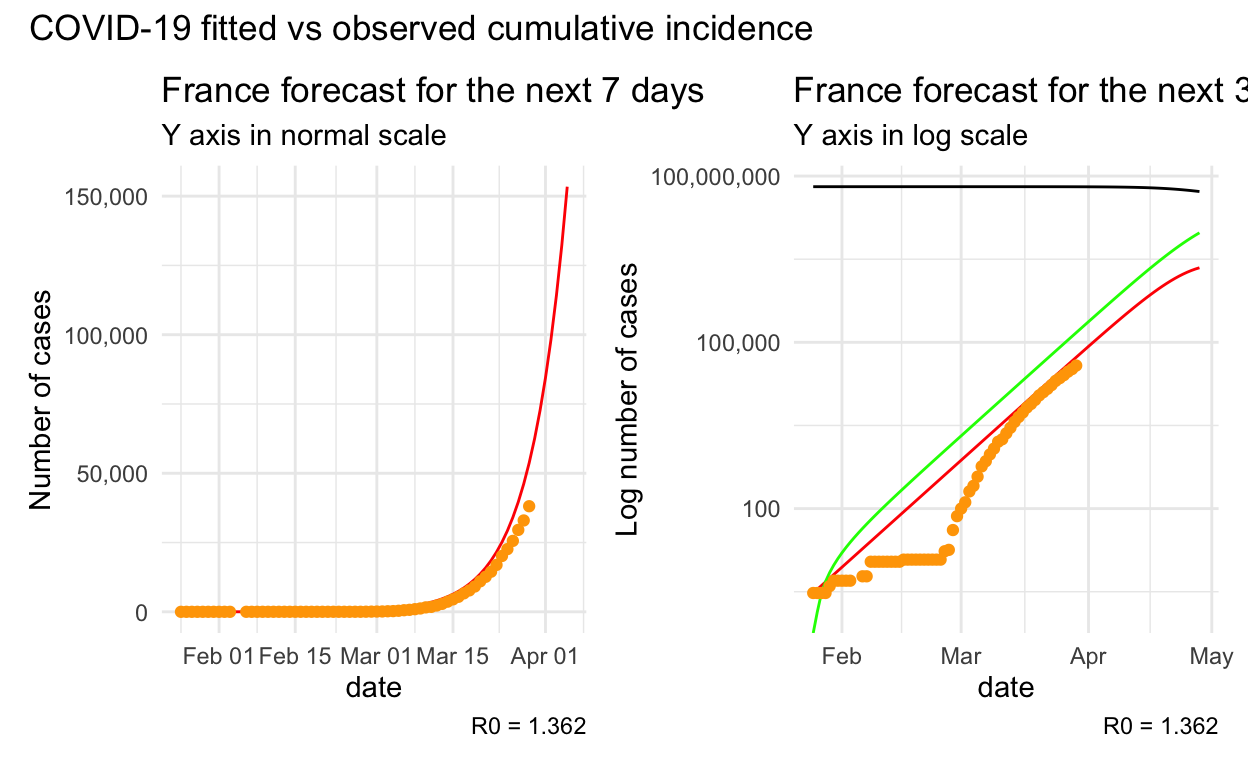 COVID-19 fitted vs observed cumulative incidence
France forecast for the next 7 days
Y axis in normal scale
150,000
100,000
50,000
0
Number of cases
Feb 01 Feb 15 Mar 01 Mar 15 Apr 01
date
R0 = 1.362
France forecast for the next 3
Y axis in log scale
100,000,000
100,000
100
Log number of cases
Feb Mar Apr May
date
R0 = 1.362